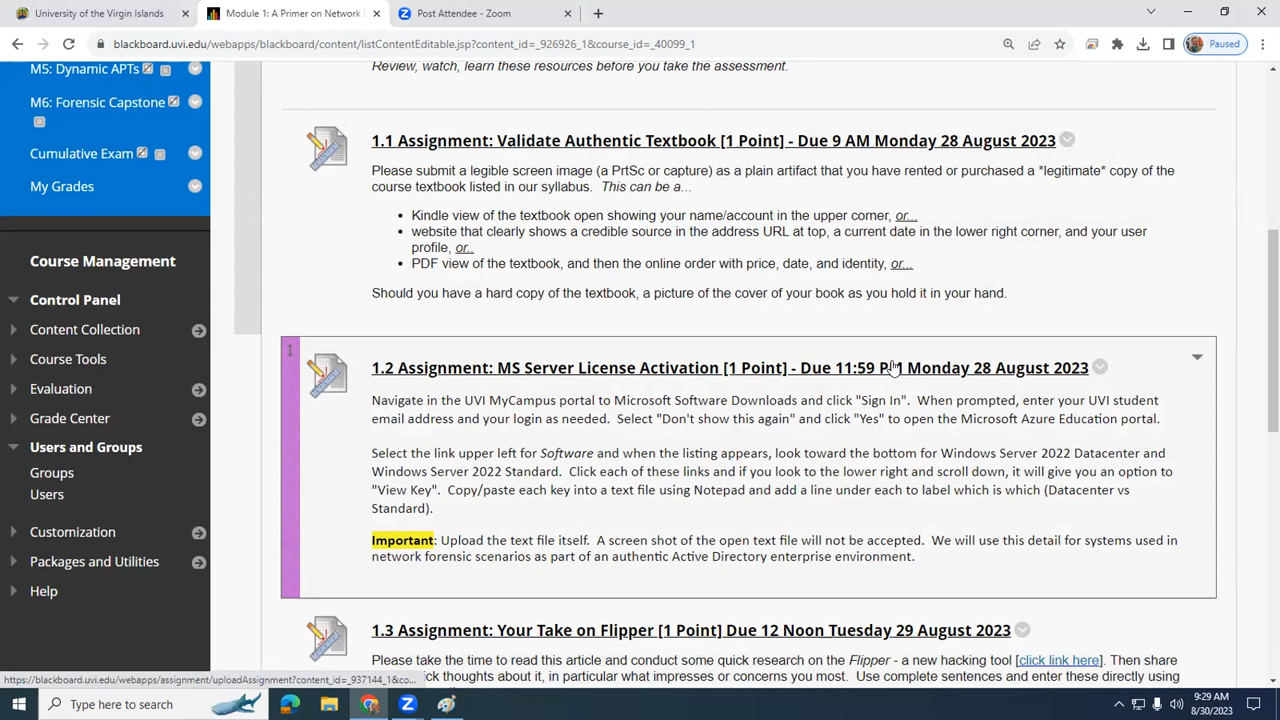 University of the Virgin Islands
Module 1: A Primer on Network
Post Attendee - Zoom
blackboard.uvi.edu/webapps/blackboard/content/listContentEditable.jsp?content_id=_926926_1&course_id=_40099_1
Paused
M5: Dynamic APTs
M6: Forensic Capstone
Cumulative Exam
My Grades
Course Management
Control Panel
Content Collection
Course Tools
Evaluation
Grade Center
Users and Groups
Groups
Users
Customization
Packages and Utilities
Help
Review, watch, learn these resources before you take the assessment.
1.1 Assignment: Validate Authentic Textbook [1 Point] - Due 9 AM Monday 28 August 2023
Please submit a legible screen image (a PrtSc or capture) as a plain artifact that you have rented or purchased a *legitimate* copy of the
course textbook listed in our syllabus. This can be a...
• Kindle view of the textbook open showing your name/account in the upper corner, or...
• website that clearly shows a credible source in the address URL at top, a current date in the lower right corner, and your user
profile, or..
• PDF view of the textbook, and then the online order with price, date, and identity, or...
Should you have a hard copy of the textbook, a picture of the cover of your book as you hold it in your hand.
1.2 Assignment: MS Server License Activation [1 Point] - Due 11:59 PM Monday 28 August 2023
Navigate in the UVI MyCampus portal to Microsoft Software Downloads and click "Sign In". When prompted, enter your UVI student
email address and your login as needed. Select "Don't show this again" and click "Yes" to open the Microsoft Azure Education portal.
Select the link upper left for Software and when the listing appears, look toward the bottom for Windows Server 2022 Datacenter and
Windows Server 2022 Standard. Click each of these links and if you look to the lower right and scroll down, it will give you an option to
"View Key". Copy/paste each key into a text file using Notepad and add a line under each to label which is which (Datacenter vs
Standard).
Important: Upload the text file itself. A screen shot of the open text file will not be accepted. We will use this detail for systems used in
network forensic scenarios as part of an authentic Active Directory enterprise environment.
1.3 Assignment: Your Take on Flipper [1 Point] Due 12 Noon Tuesday 29 August 2023
Please take the time to read this article and conduct some quick research on the Flipper - a new hacking tool [click link here]. Then share
ck thoughts about it, in particular what impresses or concerns you most. Use complete sentences and enter these directly using
https://blackboard.uvi.edu/webapps/assignment/uploadAssignment?content_id=_937144_1&co...
Type here to search
9:29 AM
8/30/2023